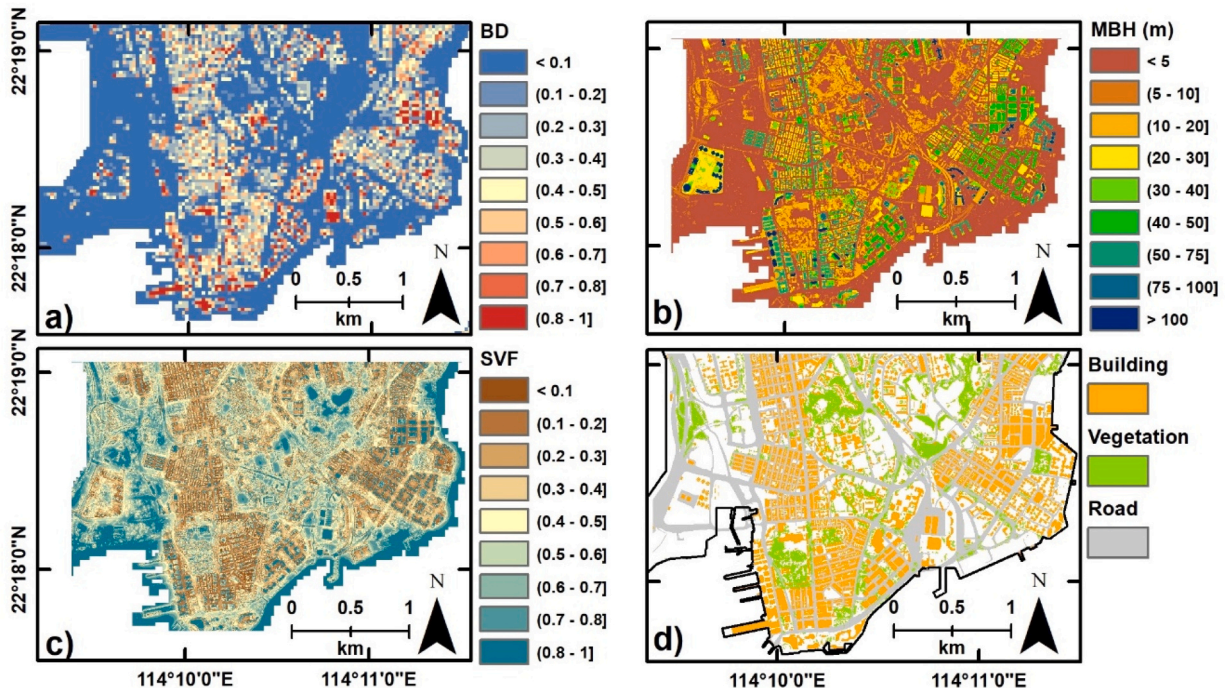 22°19'0"N
22°18'0"N
BD
< 0.1
(0.1 - 0.2]
(0.2 - 0.3]
(0.3 - 0.4]
(0.4 - 0.5]
(0.5 - 0.6]
(0.6 - 0.7]
(0.7 - 0.8]
(0.8 - 1]
N
0 0.5 1
km
a)
MBH (m)
< 5
(5 - 10]
(10 - 20]
(20 - 30]
(30 - 40]
(40 - 50]
(50 - 75]
(75 - 100]
> 100
N
0 0.5 1
km
b)
22°19'0"N
22°18'0"N
SVF
< 0.1
(0.1 - 0.2]
(0.2 - 0.3]
(0.3 - 0.4]
(0.4 - 0.5]
(0.5 - 0.6]
(0.6 - 0.7]
(0.7 - 0.8]
(0.8 - 1]
N
0 0.5 1
km
c)
114°10'0"E 114°11'0"E
Building
Vegetation
Road
N
0 0.5 1
km
d)
114°10'0"E 114°11'0"E